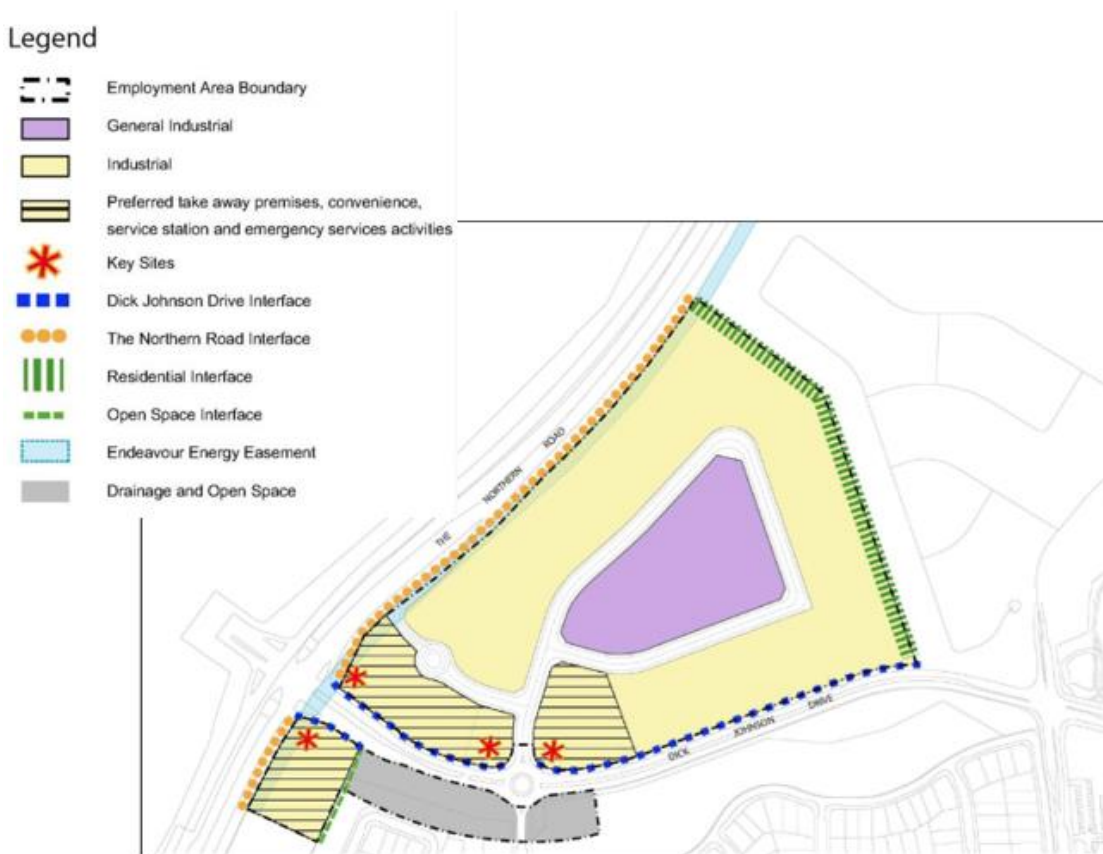 Legend
Employment Area Boundary
General Industrial
Industrial
Preferred take away premises, convenience,
service station and emergency services activities
Key Sites
Dick Johnson Drive Interface
The Northern Road Interface
Residential Interface
Open Space Interface
Endeavour Energy Easement
Drainage and Open Space
THE NORTHERN ROAD
DICK JOHNSON DRIVE